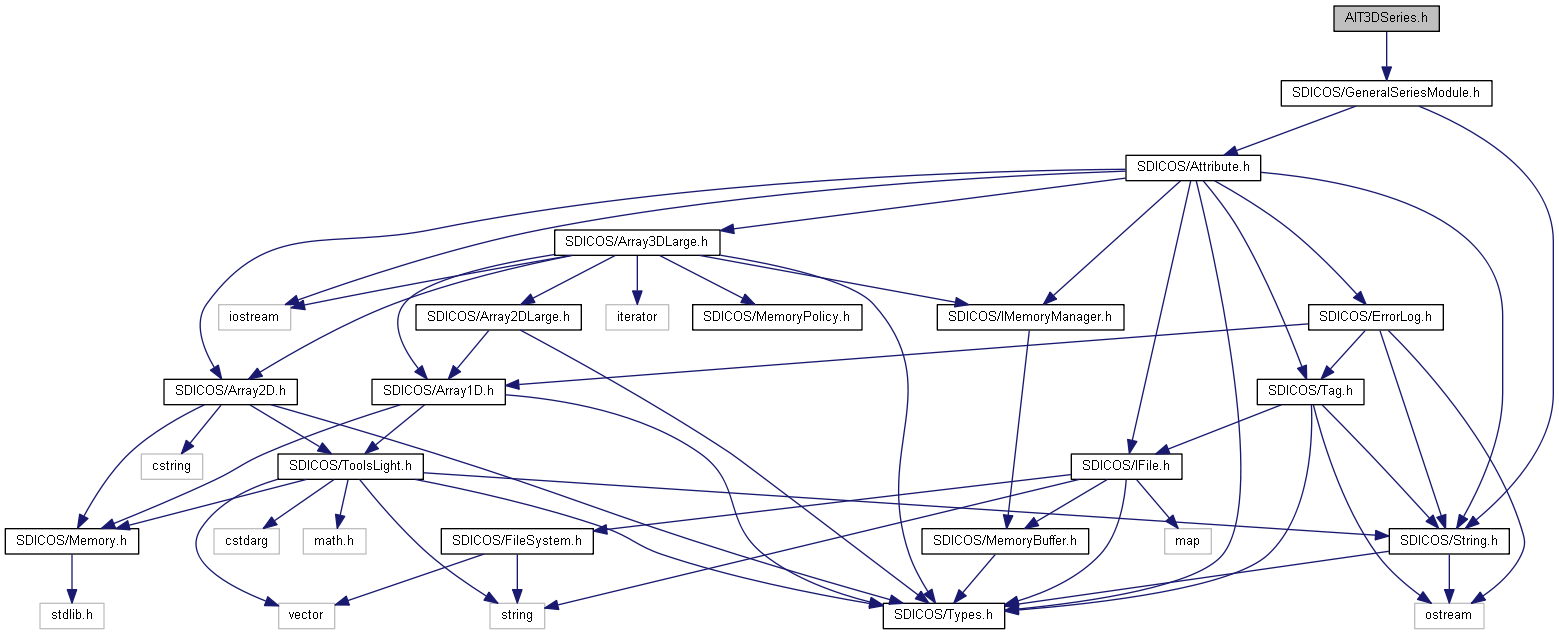 AIT3DSeries.h
SDICOS/GeneralSeriesModule.h
SDICOS/Attribute.h
SDICOS/Array3DLarge.h
iostream
SDICOS/Array2DLarge.h
iterator
SDICOS/MemoryPolicy.h
SDICOS/IMemoryManager.h
SDICOS/ErrorLog.h
SDICOS/Array2D.h
SDICOS/Array1D.h
SDICOS/Tag.h
cstring
SDICOS/ToolsLight.h
SDICOS/IFile.h
SDICOS/Memory.h
cstdarg
math.h
SDICOS/FileSystem.h
SDICOS/MemoryBuffer.h
map
SDICOS/String.h
stdlib.h
vector
string
SDICOS/Types.h
ostream